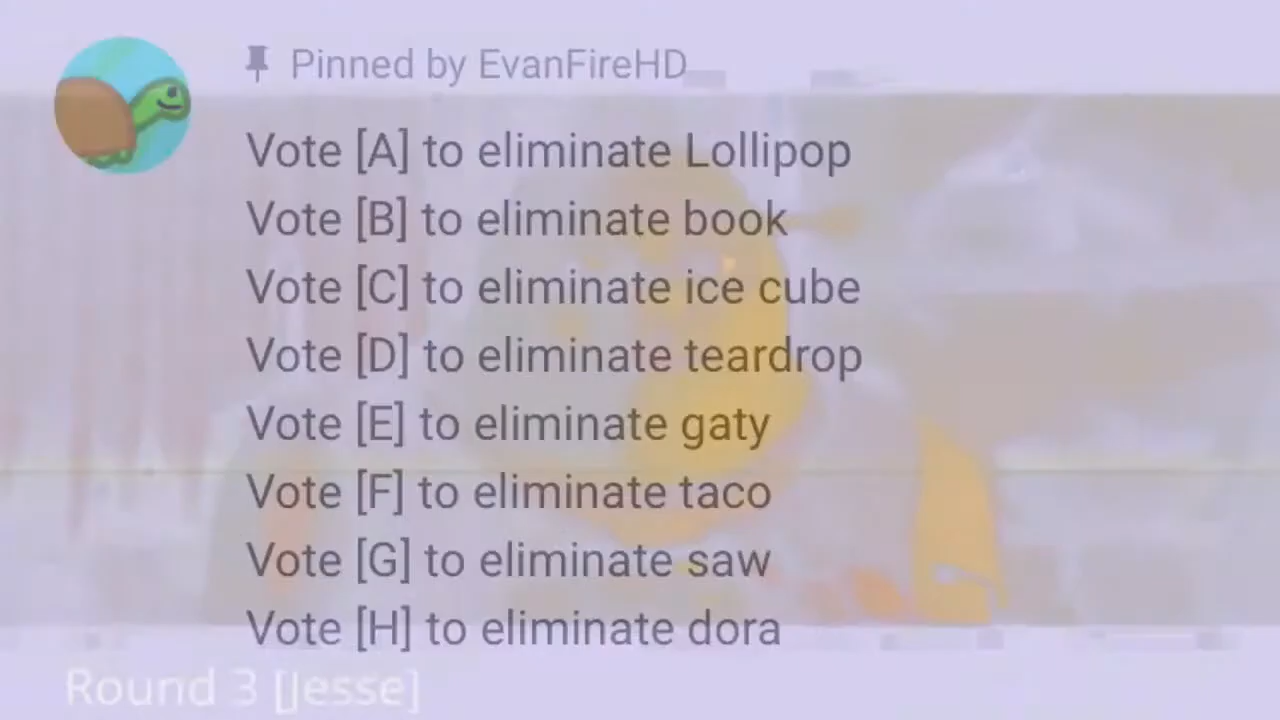 Pinned by EvanFireHD
Vote [A] to eliminate Lollipop
Vote [B] to eliminate book
Vote [C] to eliminate ice cube
Vote [D] to eliminate teardrop
Vote [E] to eliminate gaty
Vote [F] to eliminate taco
Vote [G] to eliminate saw
Vote [H] to eliminate dora
Round 3 [Jesse]